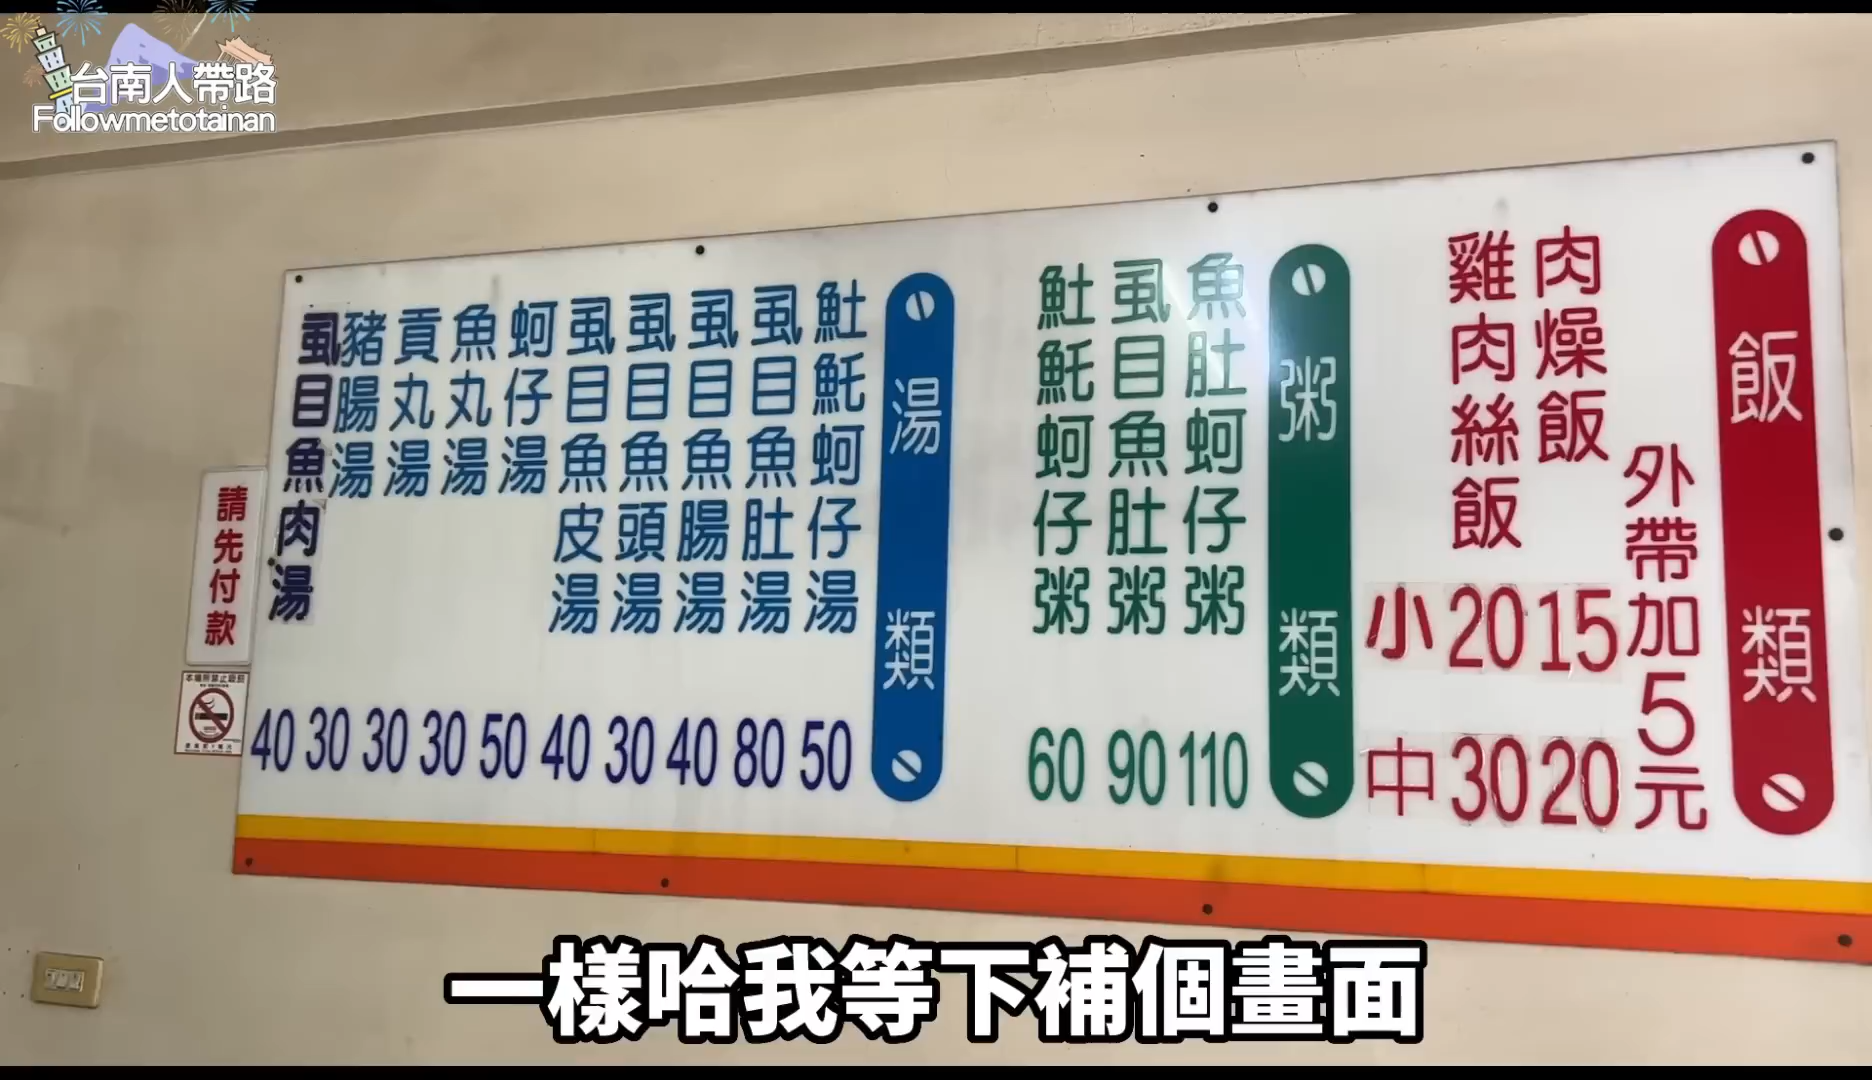 台南人帶路
Followmetotainan
飯類
外帶加5元
肉燥飯 15 20
雞肉絲飯 20 30
小 中
粥類
魚肚蚵仔粥 110
虱目魚肚粥 90
魠蚵仔粥 60
湯類
魠蚵仔湯 50
虱目魚肚湯 80
虱目魚腸湯 40
虱目魚頭湯 30
虱目魚皮湯 40
蚵仔湯 50
魚丸湯 30
貢丸湯 30
豬腸湯 30
虱目魚肉湯 40
請先付款
一樣哈我等下補個畫面